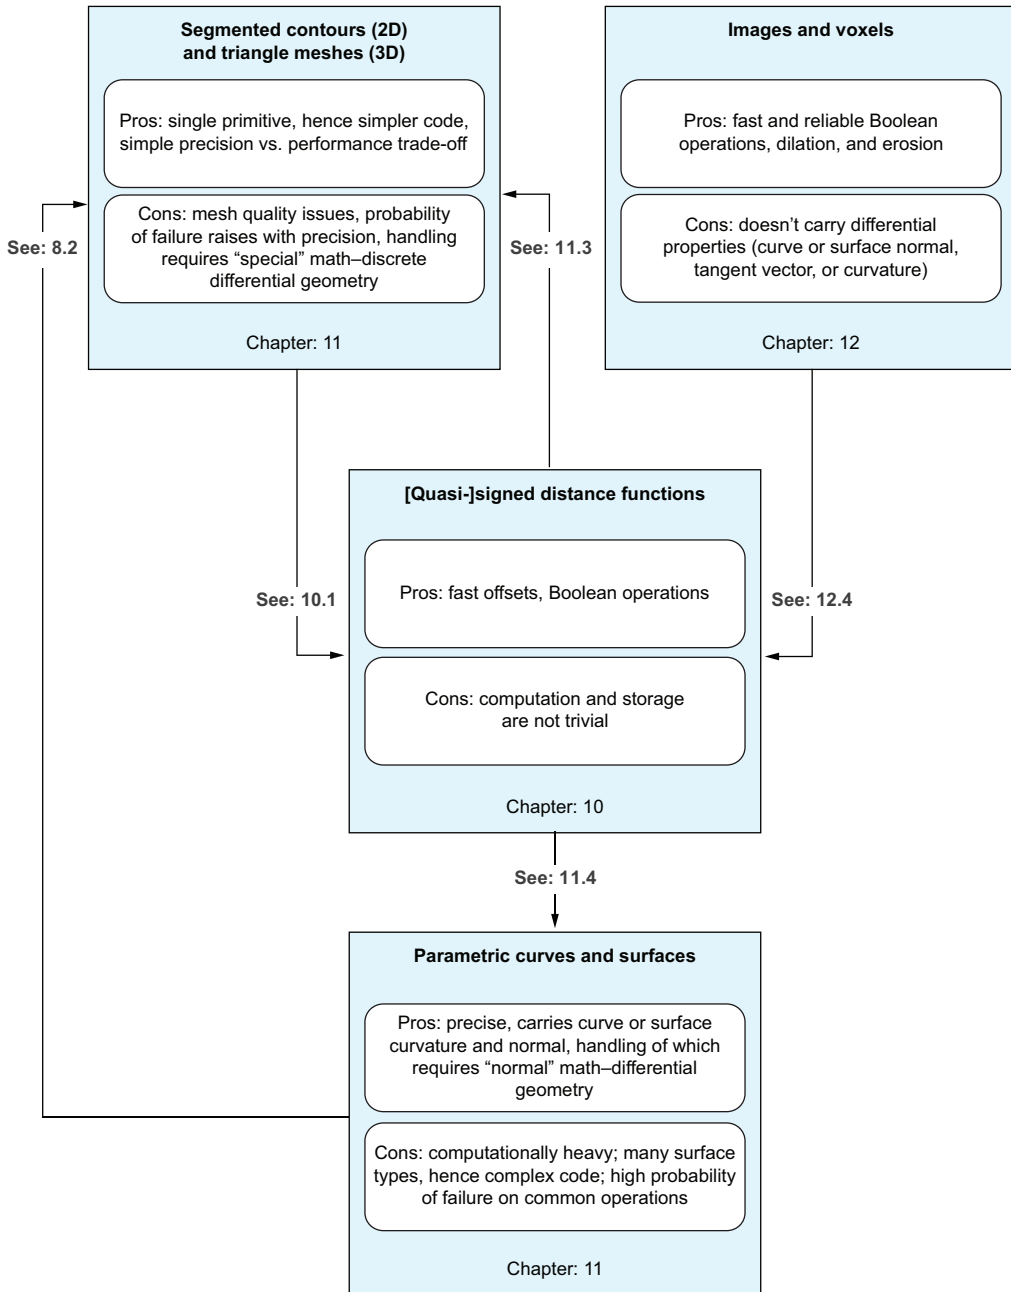 Segmented contours (2D)
and triangle meshes (3D)
Pros: single primitive, hence simpler code,
simple precision vs. performance trade-off
Cons: mesh quality issues, probability
of failure raises with precision, handling
requires “special” math–discrete
differential geometry
Chapter: 11
Images and voxels
Pros: fast and reliable Boolean
operations, dilation, and erosion
Cons: doesn’t carry differential
properties (curve or surface normal,
tangent vector, or curvature)
Chapter: 12
See: 8.2
See: 11.3
[Quasi-]signed distance functions
Pros: fast offsets, Boolean operations
Cons: computation and storage
are not trivial
Chapter: 10
See: 10.1
See: 12.4
See: 11.4
Parametric curves and surfaces
Pros: precise, carries curve or surface
curvature and normal, handling of which
requires “normal” math–differential
geometry
Cons: computationally heavy; many surface
types, hence complex code; high probability
of failure on common operations
Chapter: 11